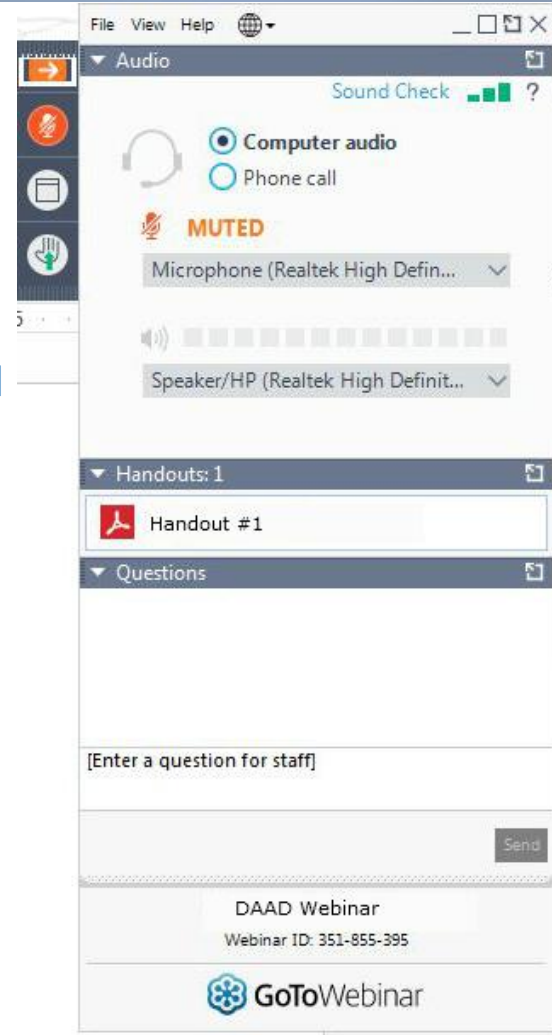 File View Help
Audio
Sound Check ?
Computer audio
Phone call
MUTED
Microphone (Realtek High Defin...
Speaker/HP (Realtek High Definit...
Handouts: 1
Handout #1
Questions
[Enter a question for staff]
Send
DAAD Webinar
Webinar ID: 351-855-395
GoToWebinar